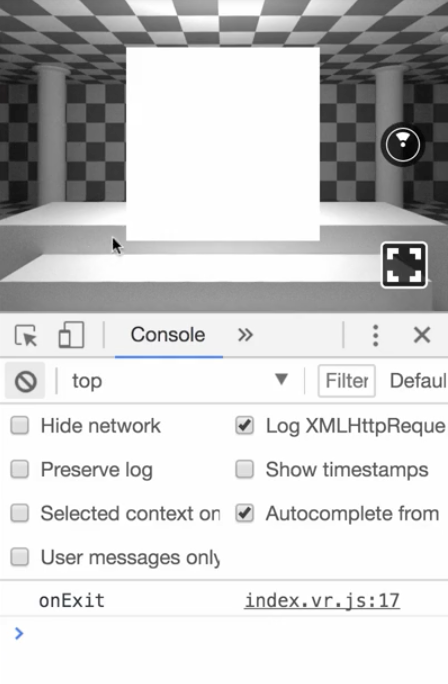 Console
top
Filter Defaul
Hide network
Log XMLHttpReque
Preserve log
Show timestamps
Selected context on
Autocomplete from
User messages only
onExit index.vr.js:17